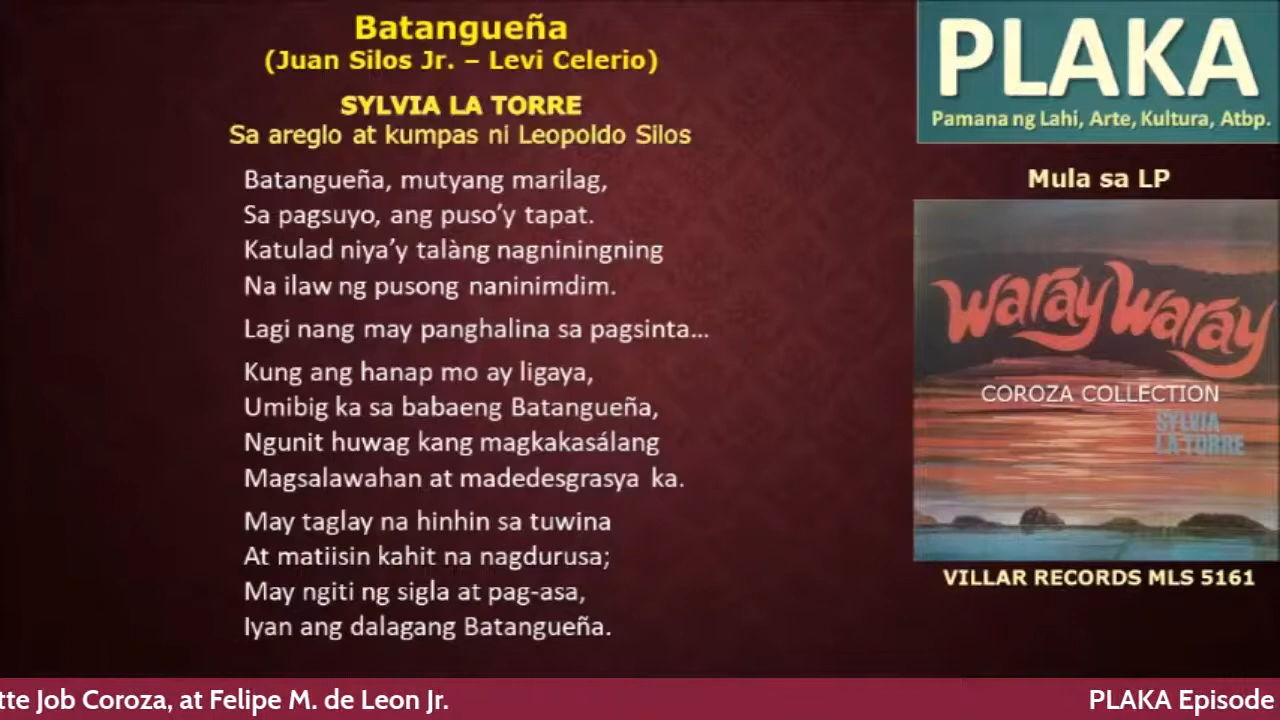 Batangueña
(Juan Silos Jr. – Levi Celerio)
SYLVIA LA TORRE
Sa areglo at kumpas ni Leopoldo Silos
Batangueña, mutyang marilag,
Sa pagsuyo, ang puso’y tapat.
Katulad niya’y talàng nagniningning
Na ilaw ng pusong naninimdim.
Lagi nang may panghalina sa pagsinta...
Kung ang hanap mo ay ligaya,
Umibig ka sa babaeng Batangueña,
Ngunit huwag kang magkakasálang
Magsalawahan at madedesgrasya ka.
May taglay na hinhin sa tuwina
At matiisin kahit na nagdurusa;
May ngiti ng sigla at pag-asa,
Iyan ang dalagang Batangueña.
PLAKA
Pamana ng Lahi, Arte, Kultura, Atbp.
Mula sa LP
Waray Waray
COROZA COLLECTION
SYLVIA
LA TORRE
VILLAR RECORDS MLS 5161
tte Job Coroza, at Felipe M. de Leon Jr.
PLAKA Episode